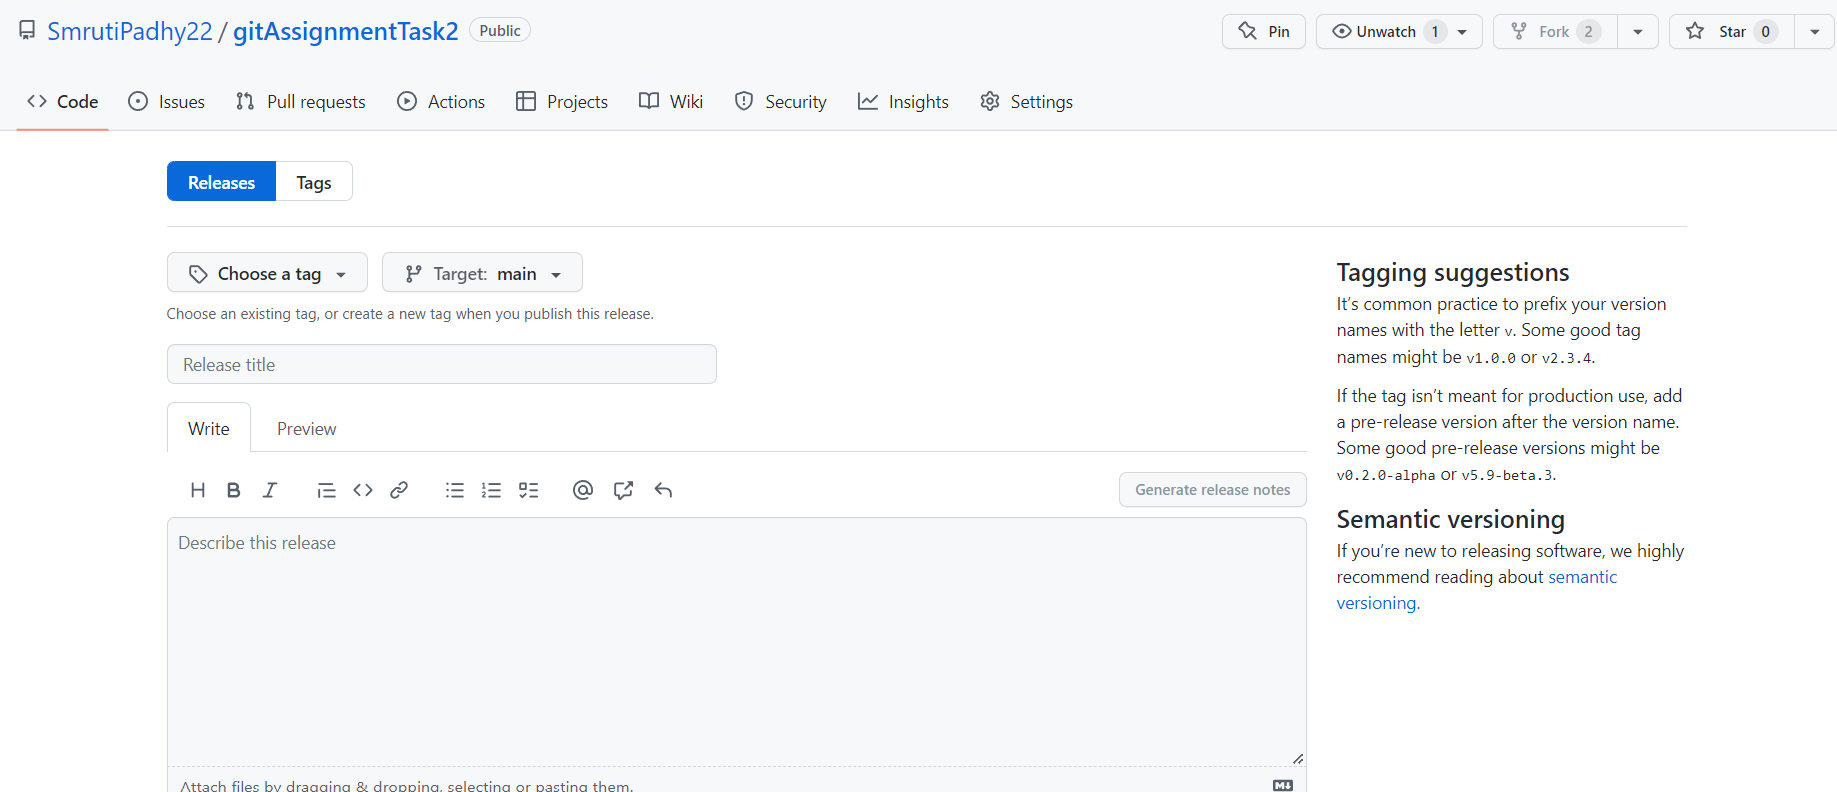 SmrutiPadhy22 / gitAssignmentTask2 Public
Pin
Unwatch 1
Fork 2
Star 0
Code
Issues
Pull requests
Actions
Projects
Wiki
Security
Insights
Settings
Releases
Tags
Choose a tag
Target: main
Choose an existing tag, or create a new tag when you publish this release.
Release title
Write
Preview
H B I
Generate release notes
Describe this release
Attach files by dragging & dropping, selecting or pasting them.
M↓
Tagging suggestions
It’s common practice to prefix your version
names with the letter v. Some good tag
names might be v1.0.0 or v2.3.4.
If the tag isn’t meant for production use, add
a pre-release version after the version name.
Some good pre-release versions might be
v0.2.0-alpha or v5.9-beta.3.
Semantic versioning
If you’re new to releasing software, we highly
recommend reading about semantic
versioning.